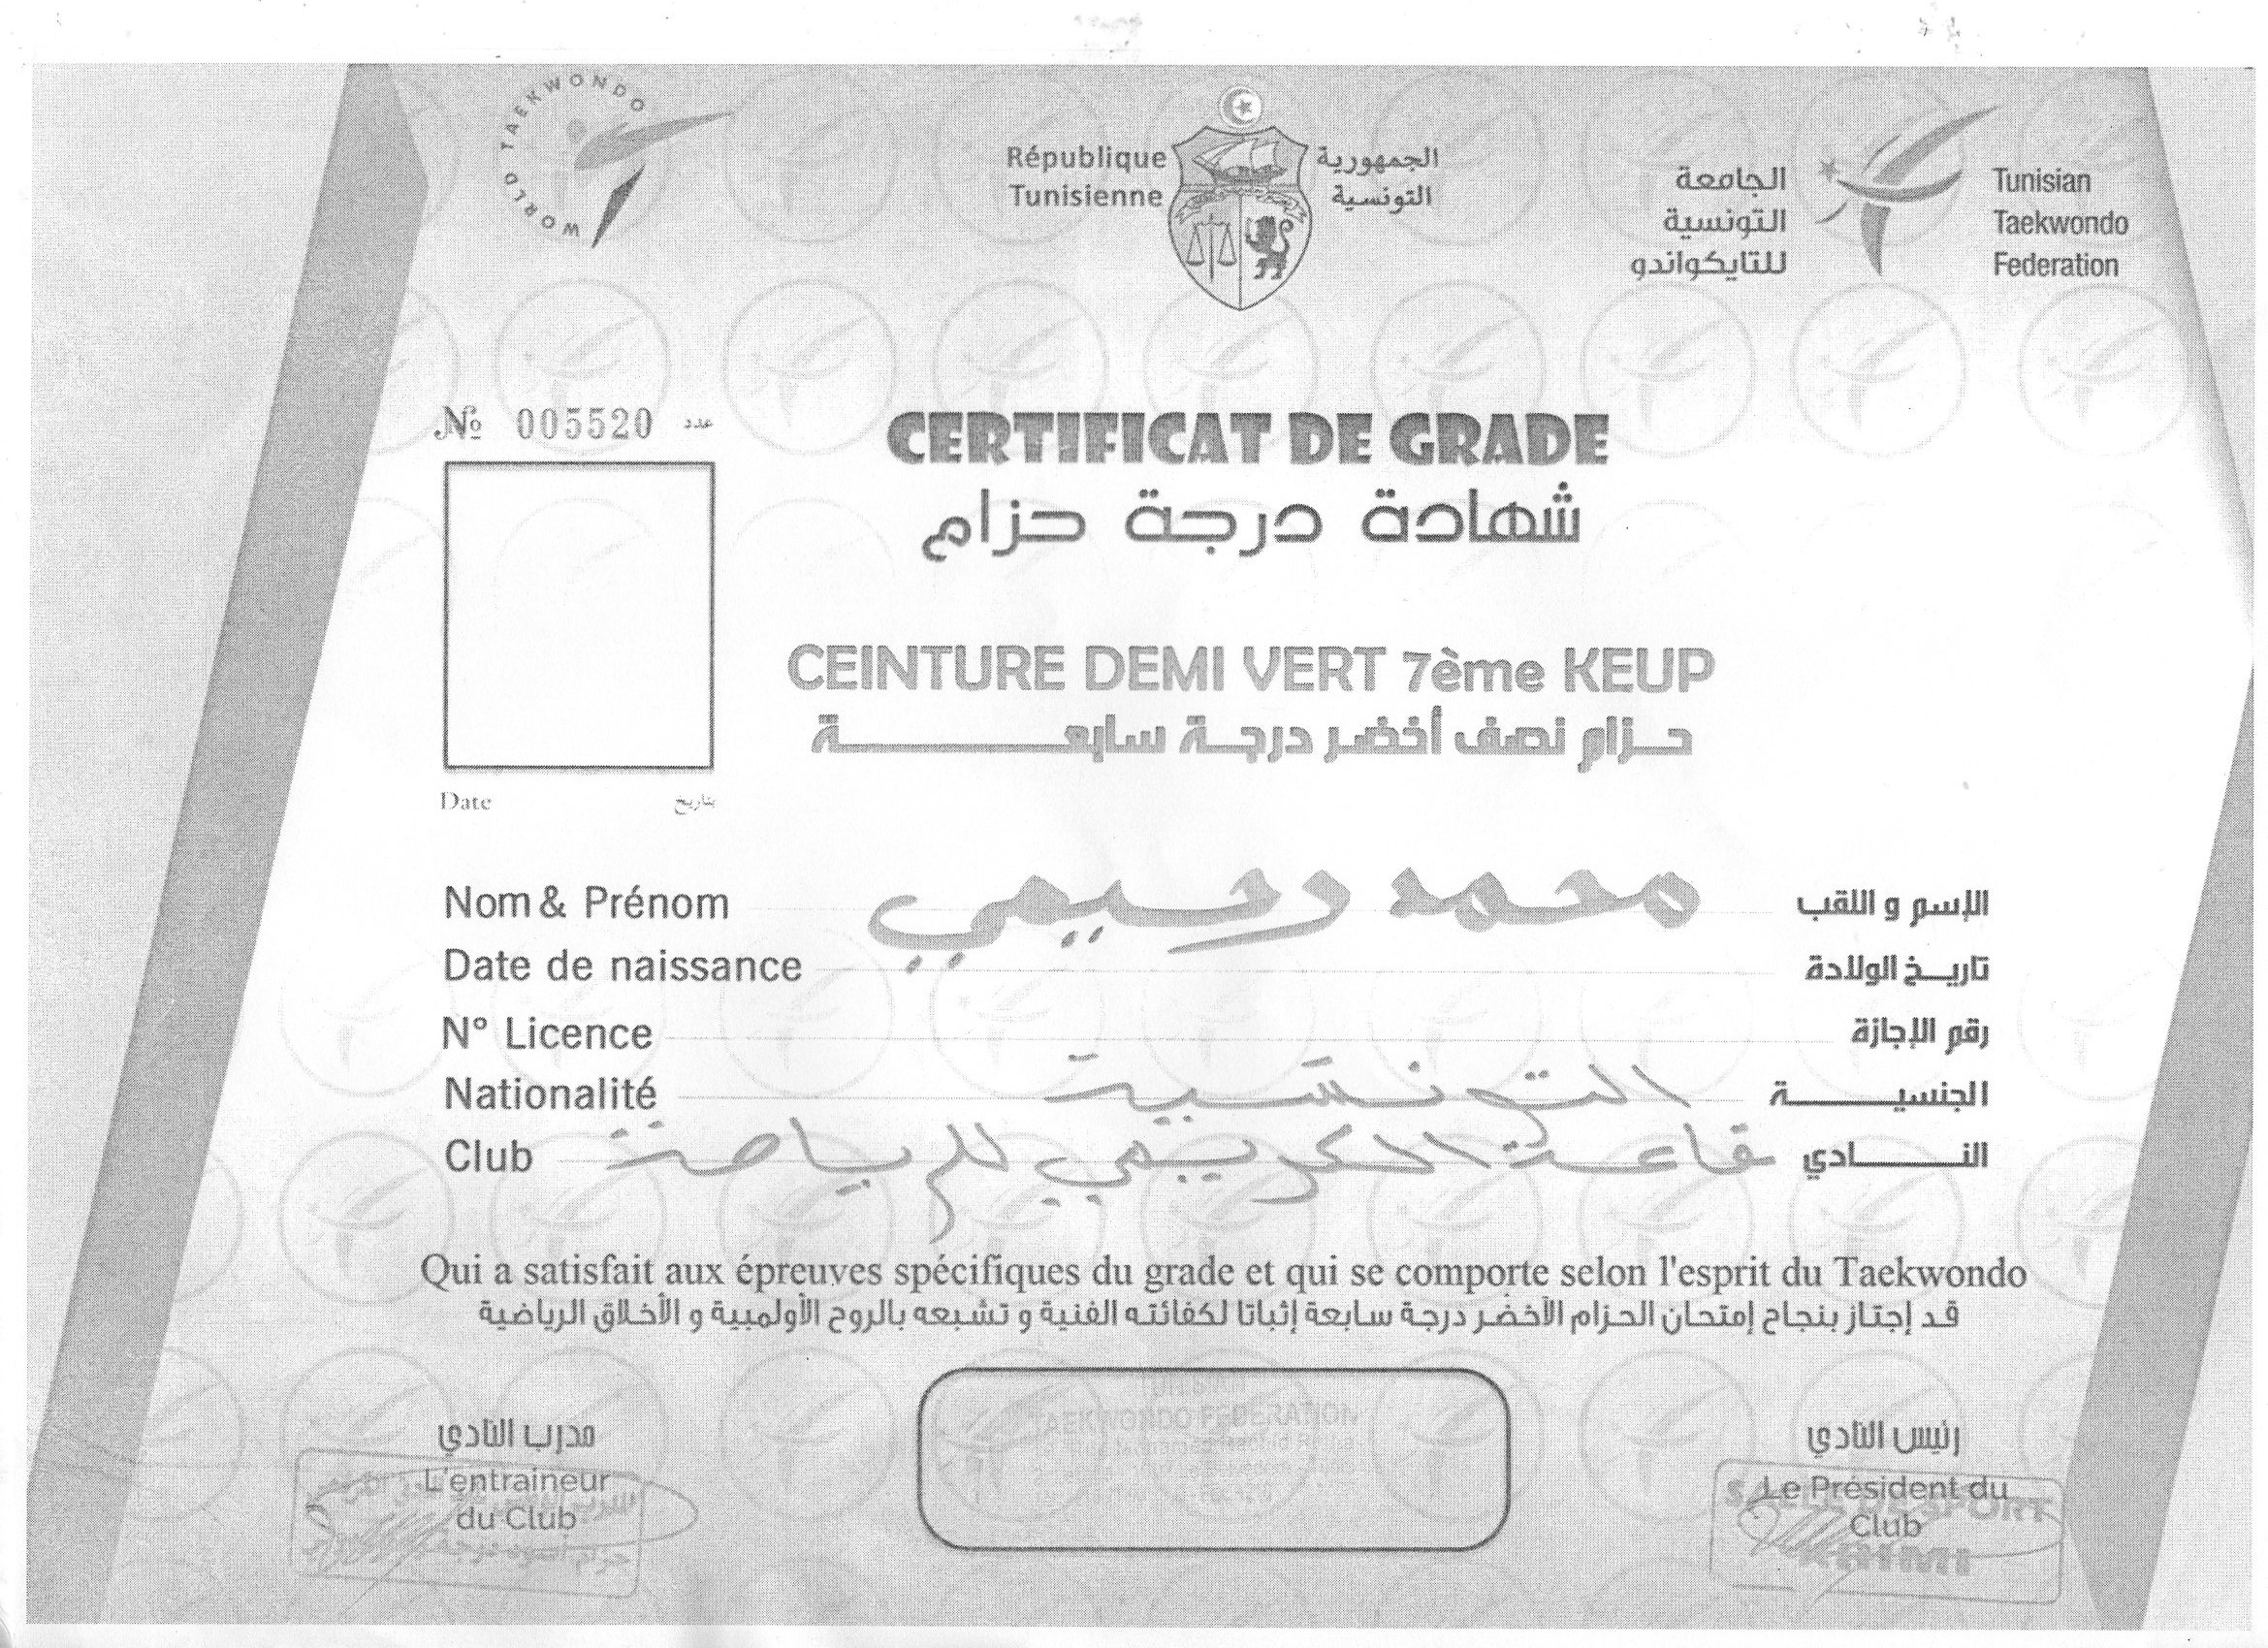 WORLD TAEKWONDO
République
Tunisienne
الجمهورية
التونسية
الجامعة
التونسية
للتايكواندو
Tunisian
Taekwondo
Federation
№ 005520 عدد
CERTIFICAT DE GRADE
شهادة درجة حزام
CEINTURE DEMI VERT 7ème KEUP
حزام نصف أخضر درجة سابعة
Date بتاريخ
Nom & Prénom محمد رحيمي الإسم و اللقب
Date de naissance تاريخ الولادة
N° Licence رقم الإجازة
Nationalité التونسية الجنسية
Club قاعة الكريمي للرياضة النادي
Qui a satisfait aux épreuves spécifiques du grade et qui se comporte selon l'esprit du Taekwondo
قد إجتاز بنجاح إمتحان الحزام الأخضر درجة سابعة إثباتا لكفائته الفنية و تشبعه بالروح الأولمبية و الأخلاق الرياضية
مدرب النادي
L'entraineur
du Club
TAEKWONDO FEDERATION
رئيس النادي
Le Président du
Club
SALLE DE SPORT